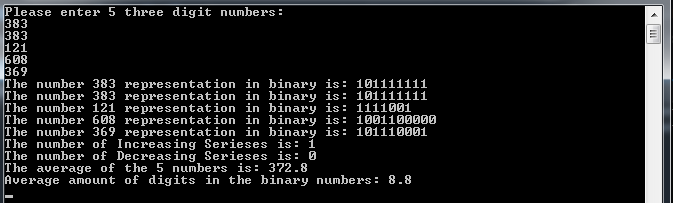 Please enter 5 three digit numbers:
383
383
121
608
369
The number 383 representation in binary is: 101111111
The number 383 representation in binary is: 101111111
The number 121 representation in binary is: 1111001
The number 608 representation in binary is: 1001100000
The number 369 representation in binary is: 101110001
The number of Increasing Serieses is: 1
The number of Decreasing Serieses is: 0
The average of the 5 numbers is: 372.8
Average amount of digits in the binary numbers: 8.8